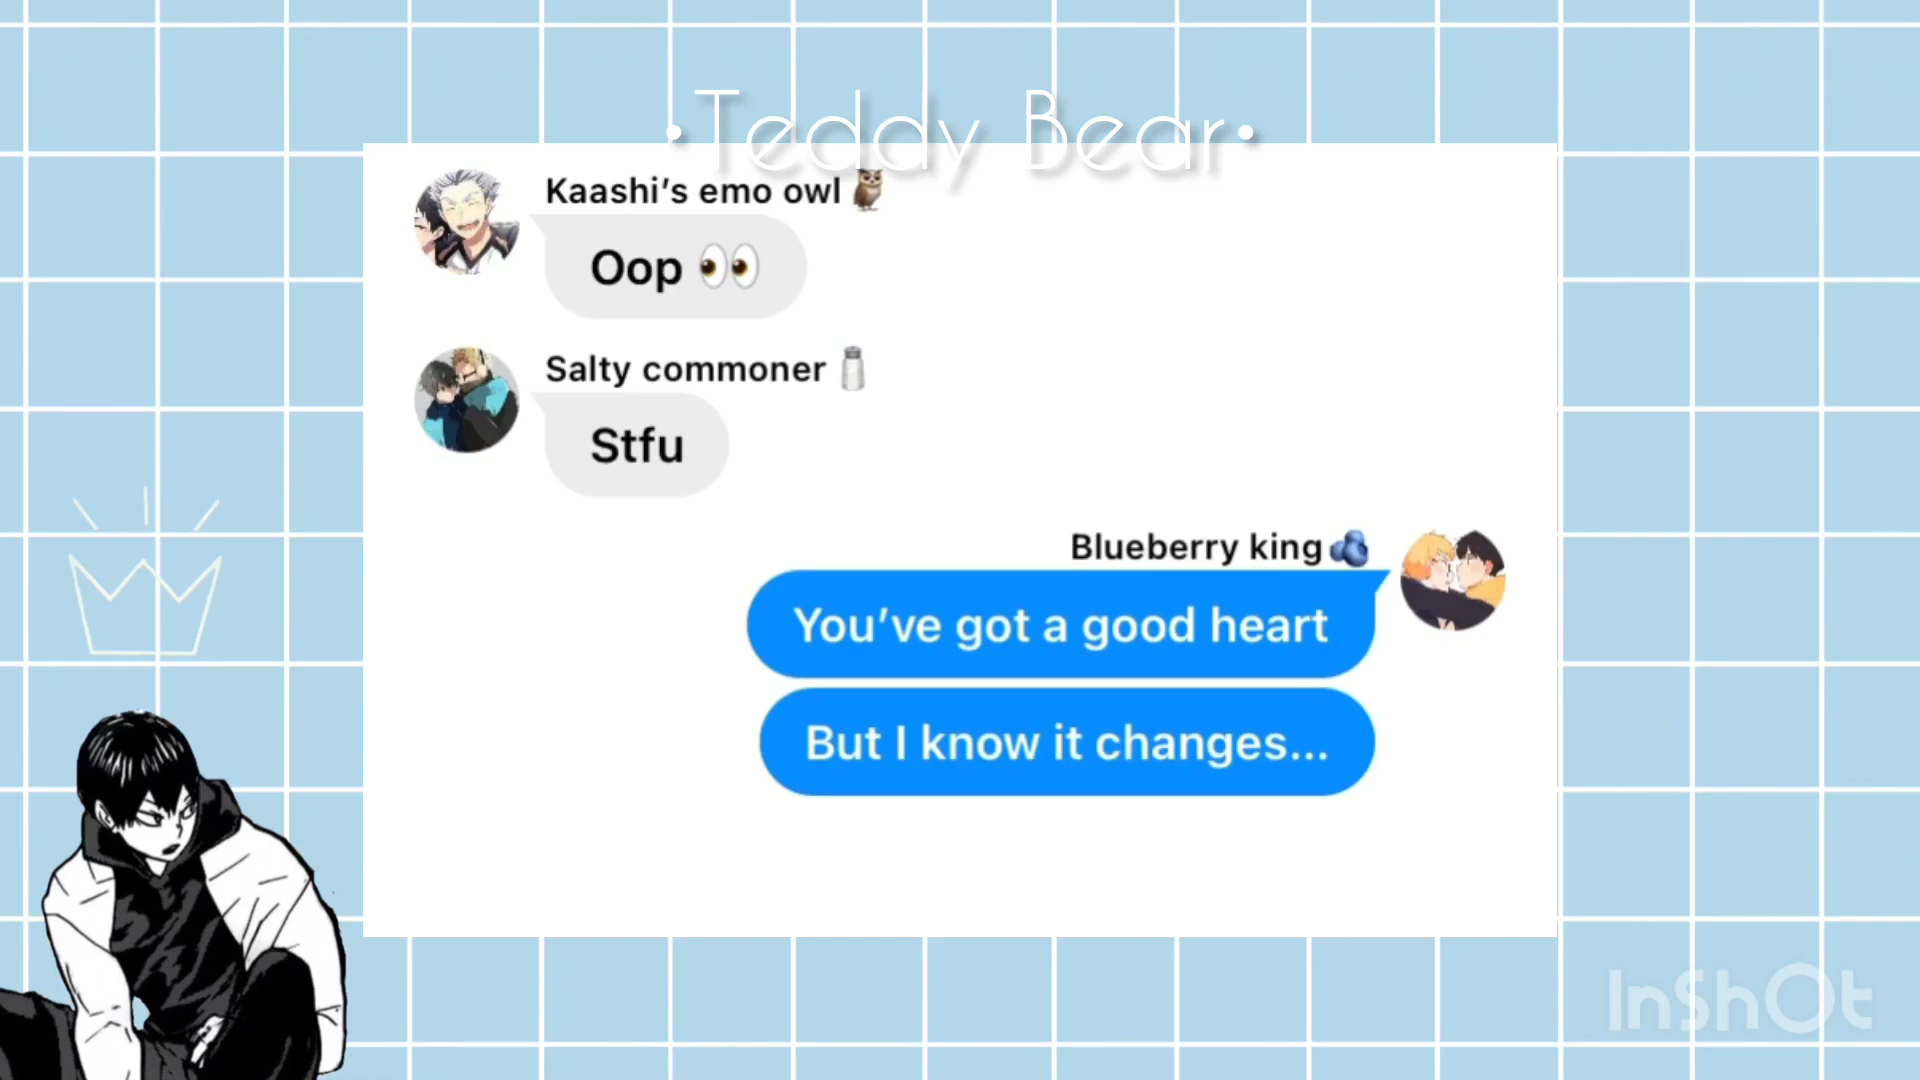 •Teddy Bear•
Kaashi’s emo owl🦉
Oop 👀
Salty commoner 🧂
Stfu
Blueberry king🫐
You’ve got a good heart
But I know it changes...
InShOt